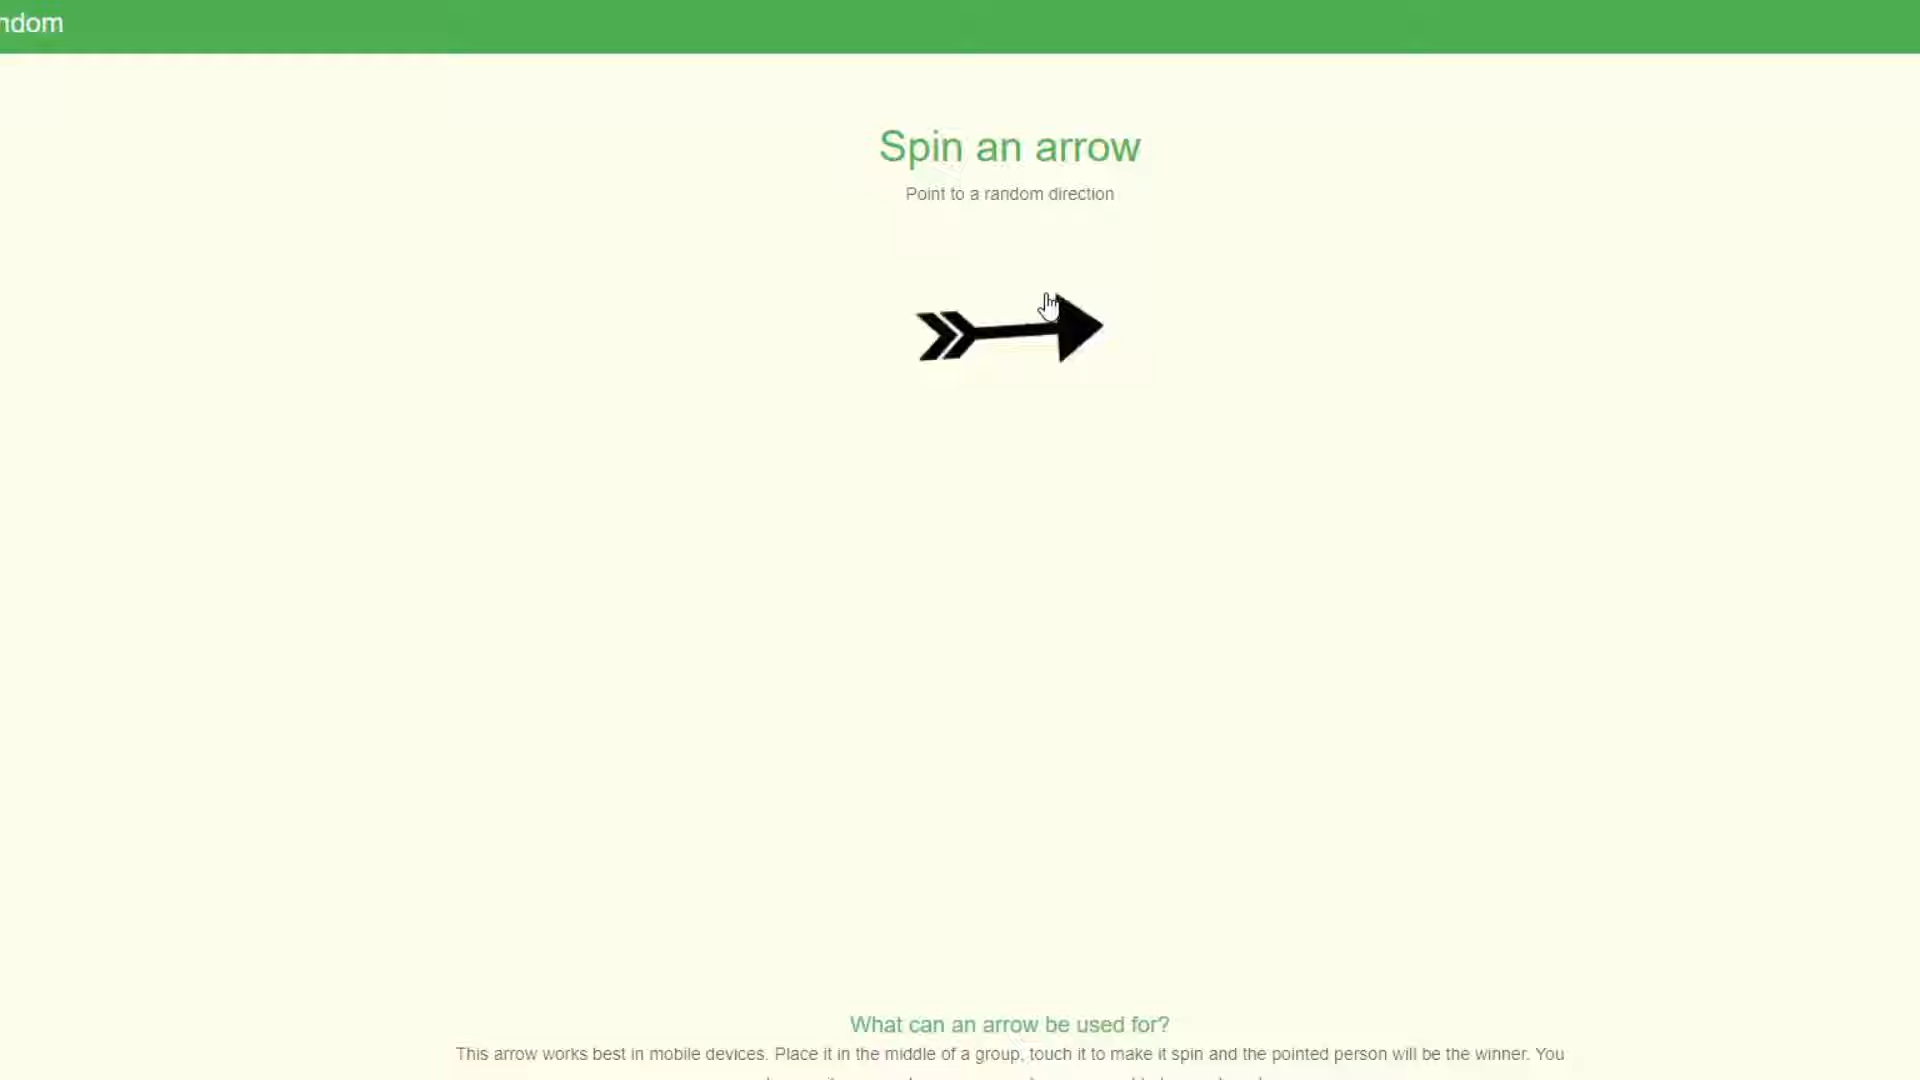 ndom
Spin an arrow
Point to a random direction
What can an arrow be used for?
This arrow works best in mobile devices. Place it in the middle of a group, touch it to make it spin and the pointed person will be the winner. You